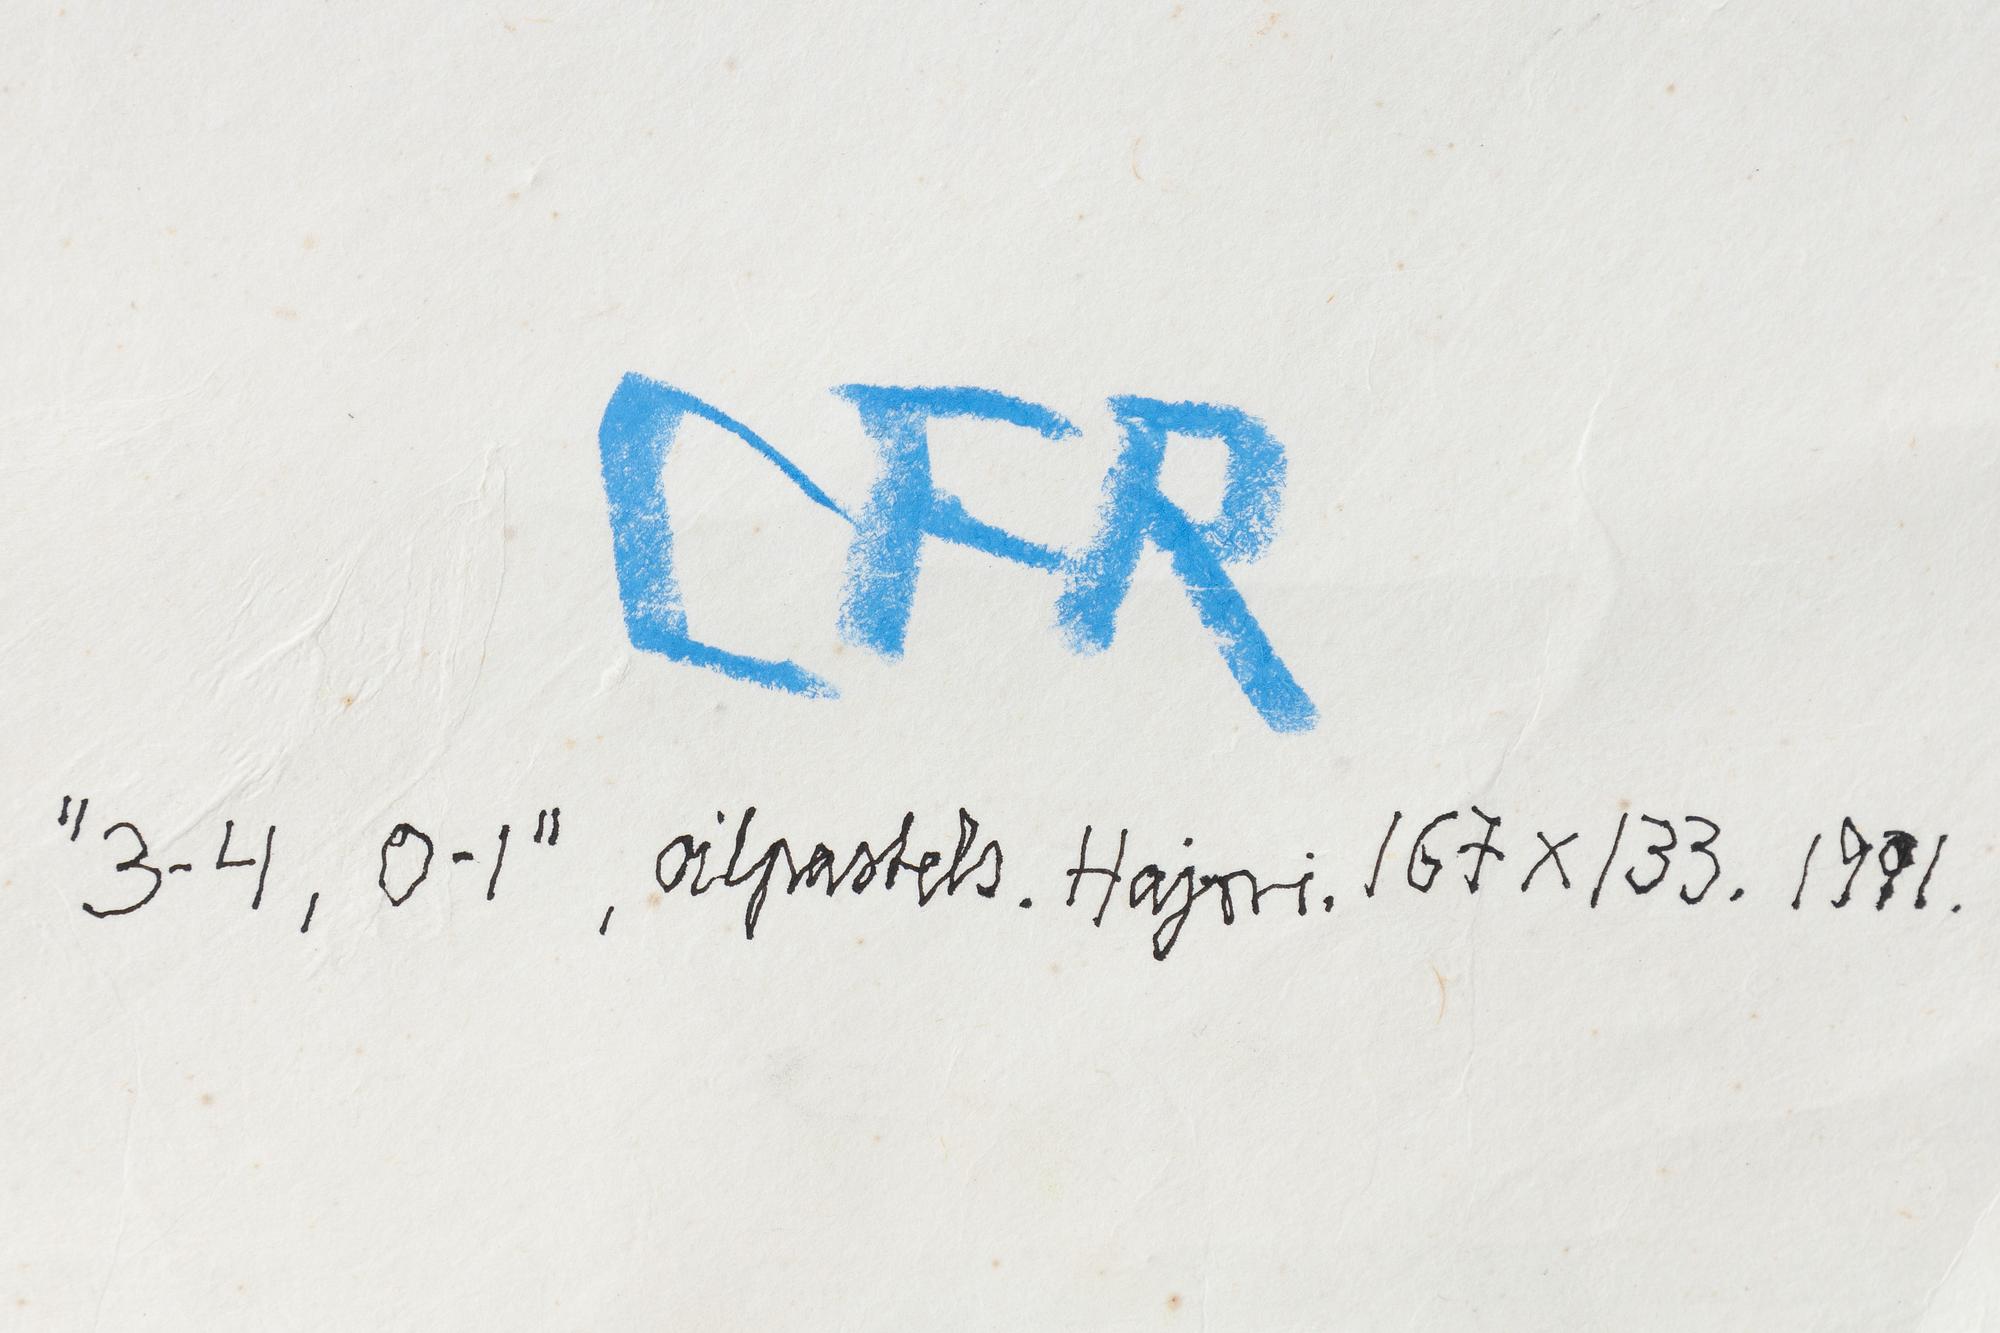 CFR
"3-4, 0-1", oilpastels. Hajnri. 167 x 133. 1991.